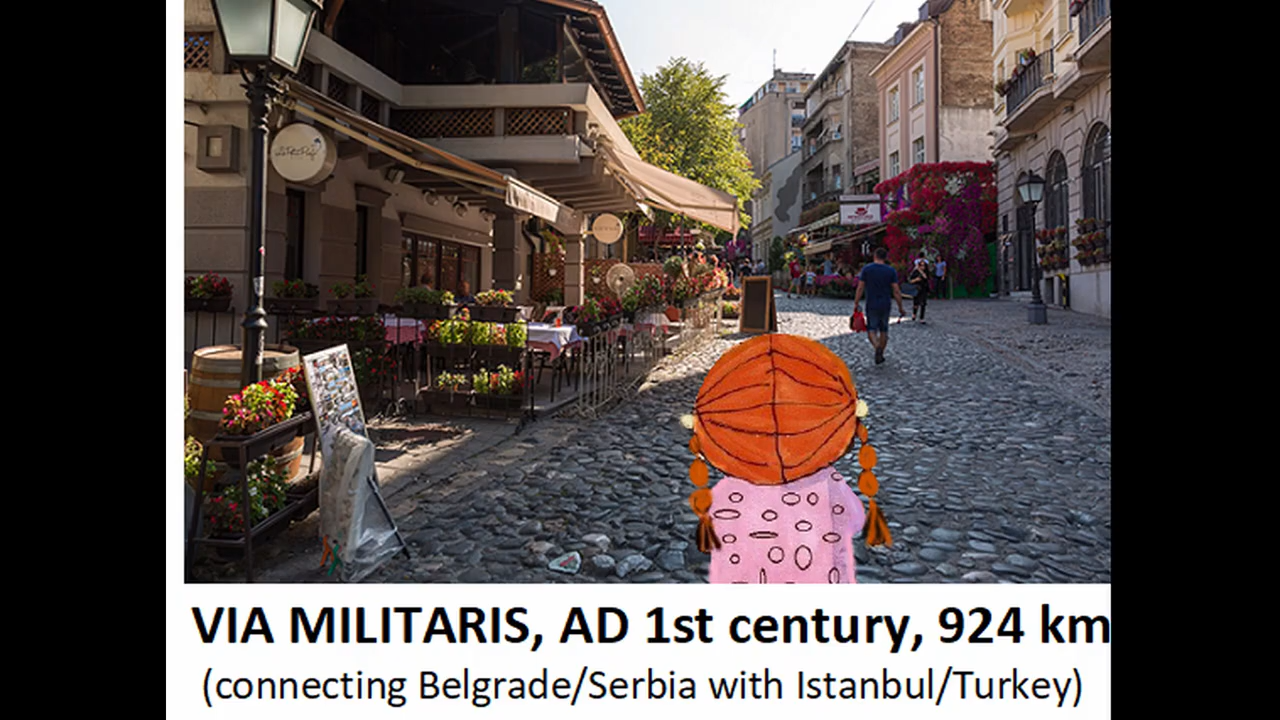 VIA MILITARIS, AD 1st century, 924 km
(connecting Belgrade/Serbia with Istanbul/Turkey)